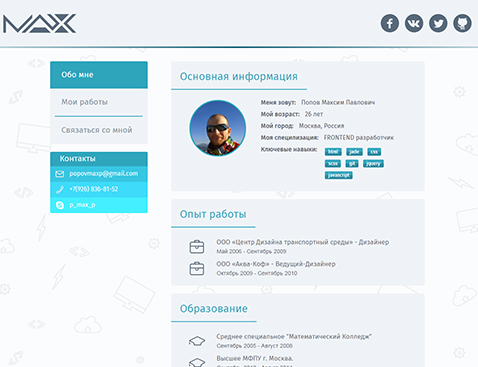 MAX
Обо мне
Мои работы
Связаться со мной
Контакты
popovmaxp@gmail.com
+7(926) 836-81-52
p_max_p
Основная информация
Меня зовут: Попов Максим Павлович
Мой возраст: 26 лет
Мой город: Москва, Россия
Моя специлизация: FRONTEND разработчик
Ключевые навыки: html jade css
scss git jquery
javascript
Опыт работы
ООО «Центр Дизайна транспортный среды» - Дизайнер
Май 2006 - Сентябрь 2009
ООО «Аква-Коф» - Ведущий-Дизайнер
Октябрь 2009 - Сентябрь 2010
Образование
Среднее специальное "Математический Колледж"
Сентябрь 2005 - Август 2008
Высшее МФПУ г. Москва.